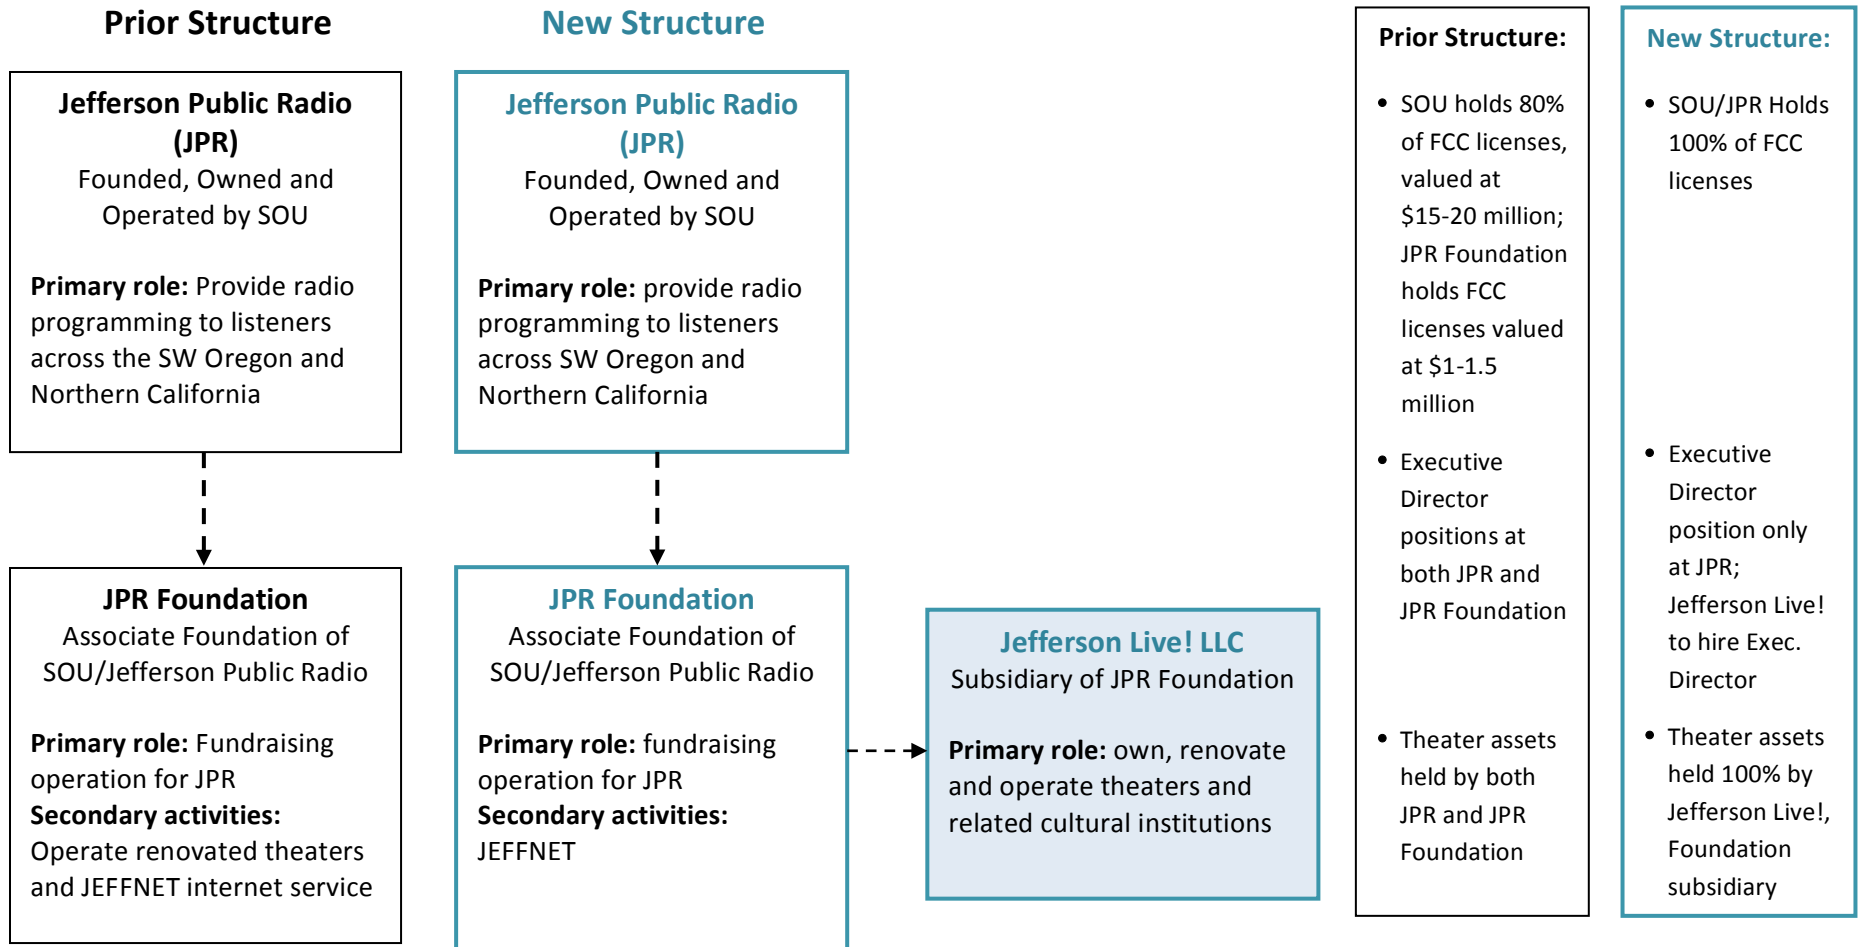 Prior Structure
Jefferson Public Radio
(JPR)
Founded, Owned and
Operated by SOU
Primary role: Provide radio
programming to listeners
across the SW Oregon and
Northern California
JPR Foundation
Associate Foundation of
SOU/Jefferson Public Radio
Primary role: Fundraising
operation for JPR
Secondary activities:
Operate renovated theaters
and JEFFNET internet service
New Structure
Jefferson Public Radio
(JPR)
Founded, Owned and
Operated by SOU
Primary role: provide radio
programming to listeners
across SW Oregon and
Northern California
JPR Foundation
Associate Foundation of
SOU/Jefferson Public Radio
Primary role: fundraising
operation for JPR
Secondary activities:
JEFFNET
Jefferson Live! LLC
Subsidiary of JPR Foundation
Primary role: own, renovate
and operate theaters and
related cultural institutions
Prior Structure:
• SOU holds 80%
of FCC licenses,
valued at
$15-20 million;
JPR Foundation
holds FCC
licenses valued
at $1-1.5
million
• Executive
Director
positions at
both JPR and
JPR Foundation
• Theater assets
held by both
JPR and JPR
Foundation
New Structure:
• SOU/JPR Holds
100% of FCC
licenses
• Executive
Director
position only
at JPR;
Jefferson Live!
to hire Exec.
Director
• Theater assets
held 100% by
Jefferson Live!,
Foundation
subsidiary